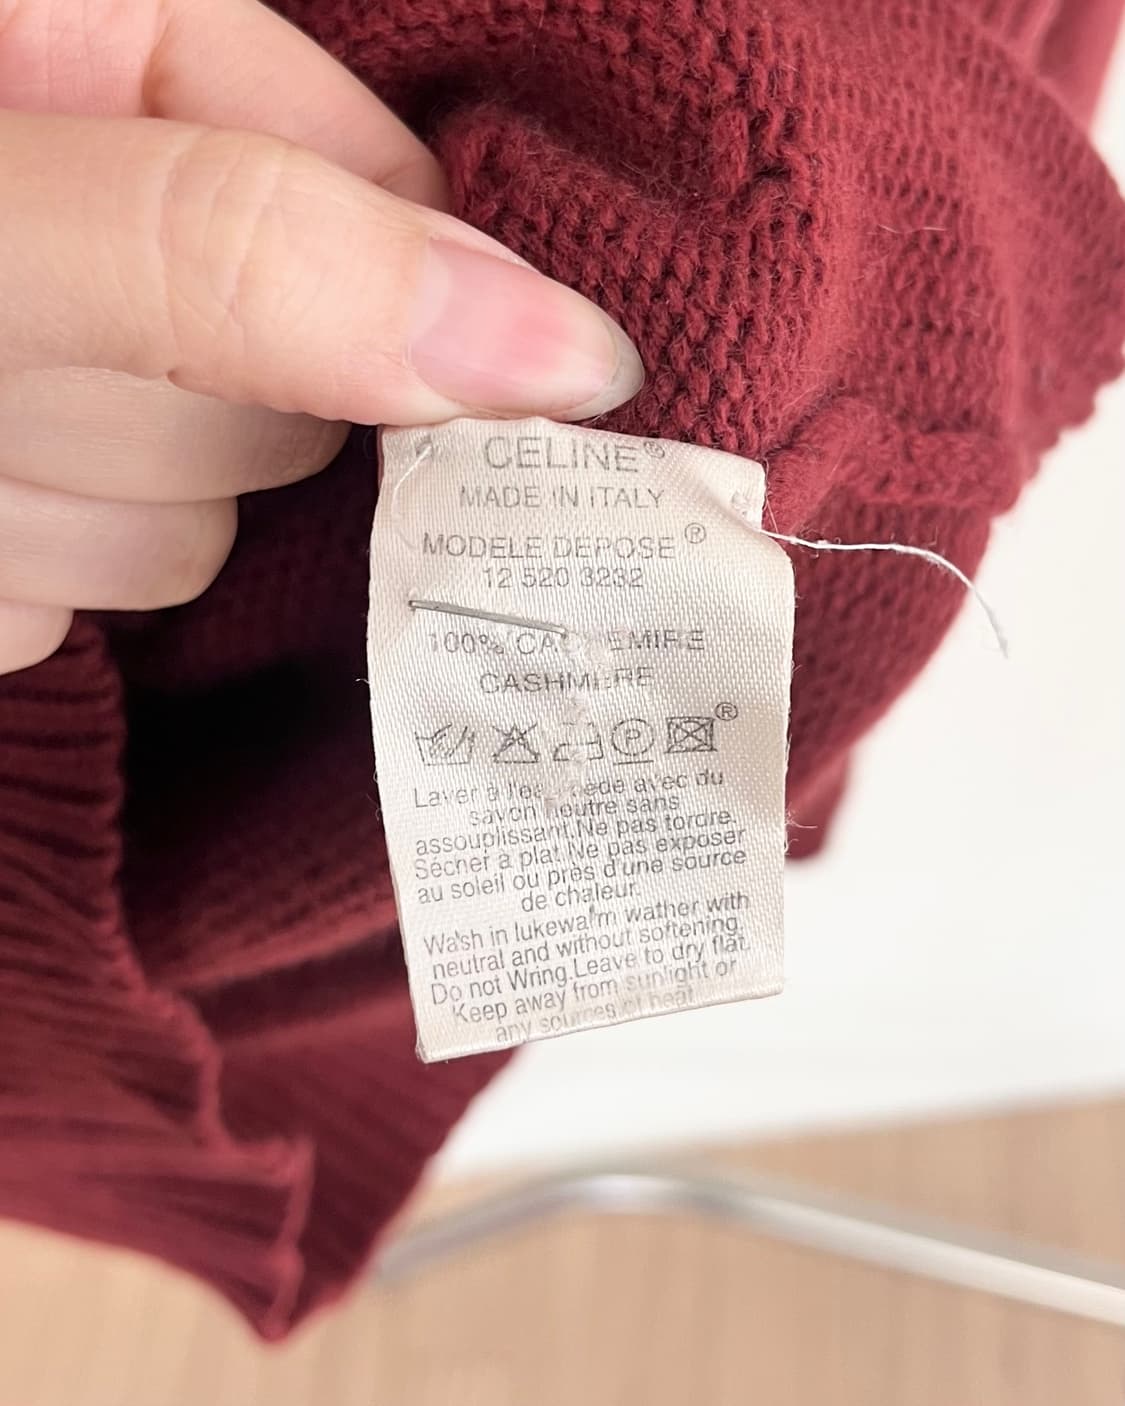 CELINE®
MADE IN ITALY
MODELE DEPOSE ®
12 520 3232
100%
CASHMERE
P ®
Laver à avec du
savon neutre sans
assouplissant.Ne pas tordre.
Sécher à plat.Ne pas exposer
au soleil ou près d'une source
de chaleur.
Wash in lukewarm wather with
neutral and without softening.
Do not Wring.Leave to dry flat.
Keep away from sunlight or
any sources of heat